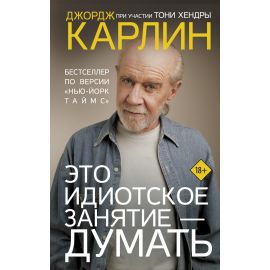 ДЖОРДЖ ПРИ УЧАСТИИ ТОНИ ХЕНДРЫ
КАРЛИН
БЕСТСЕЛЛЕР
ПО ВЕРСИИ
«НЬЮ-ЙОРК
ТАЙМС»
18+
ЭТО
ИДИОТСКОЕ
ЗАНЯТИЕ —
ДУМАТЬ